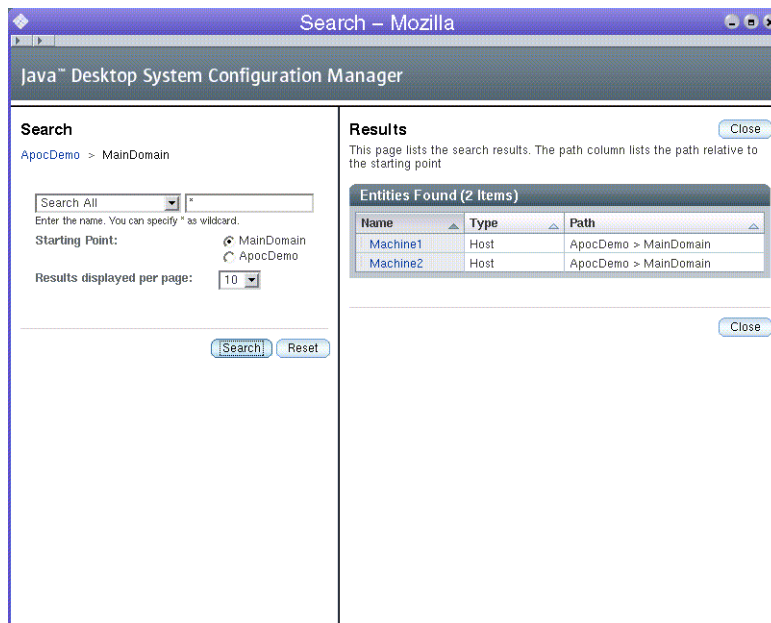 Search – Mozilla
Java™ Desktop System Configuration Manager
Search
ApocDemo > MainDomain
Search All
*
Enter the name. You can specify * as wildcard.
Starting Point:
MainDomain
ApocDemo
Results displayed per page:
10
Search
Reset
Results
Close
This page lists the search results. The path column lists the path relative to
the starting point
Entities Found (2 Items)
Name Type Path
Machine1 Host ApocDemo > MainDomain
Machine2 Host ApocDemo > MainDomain
Close